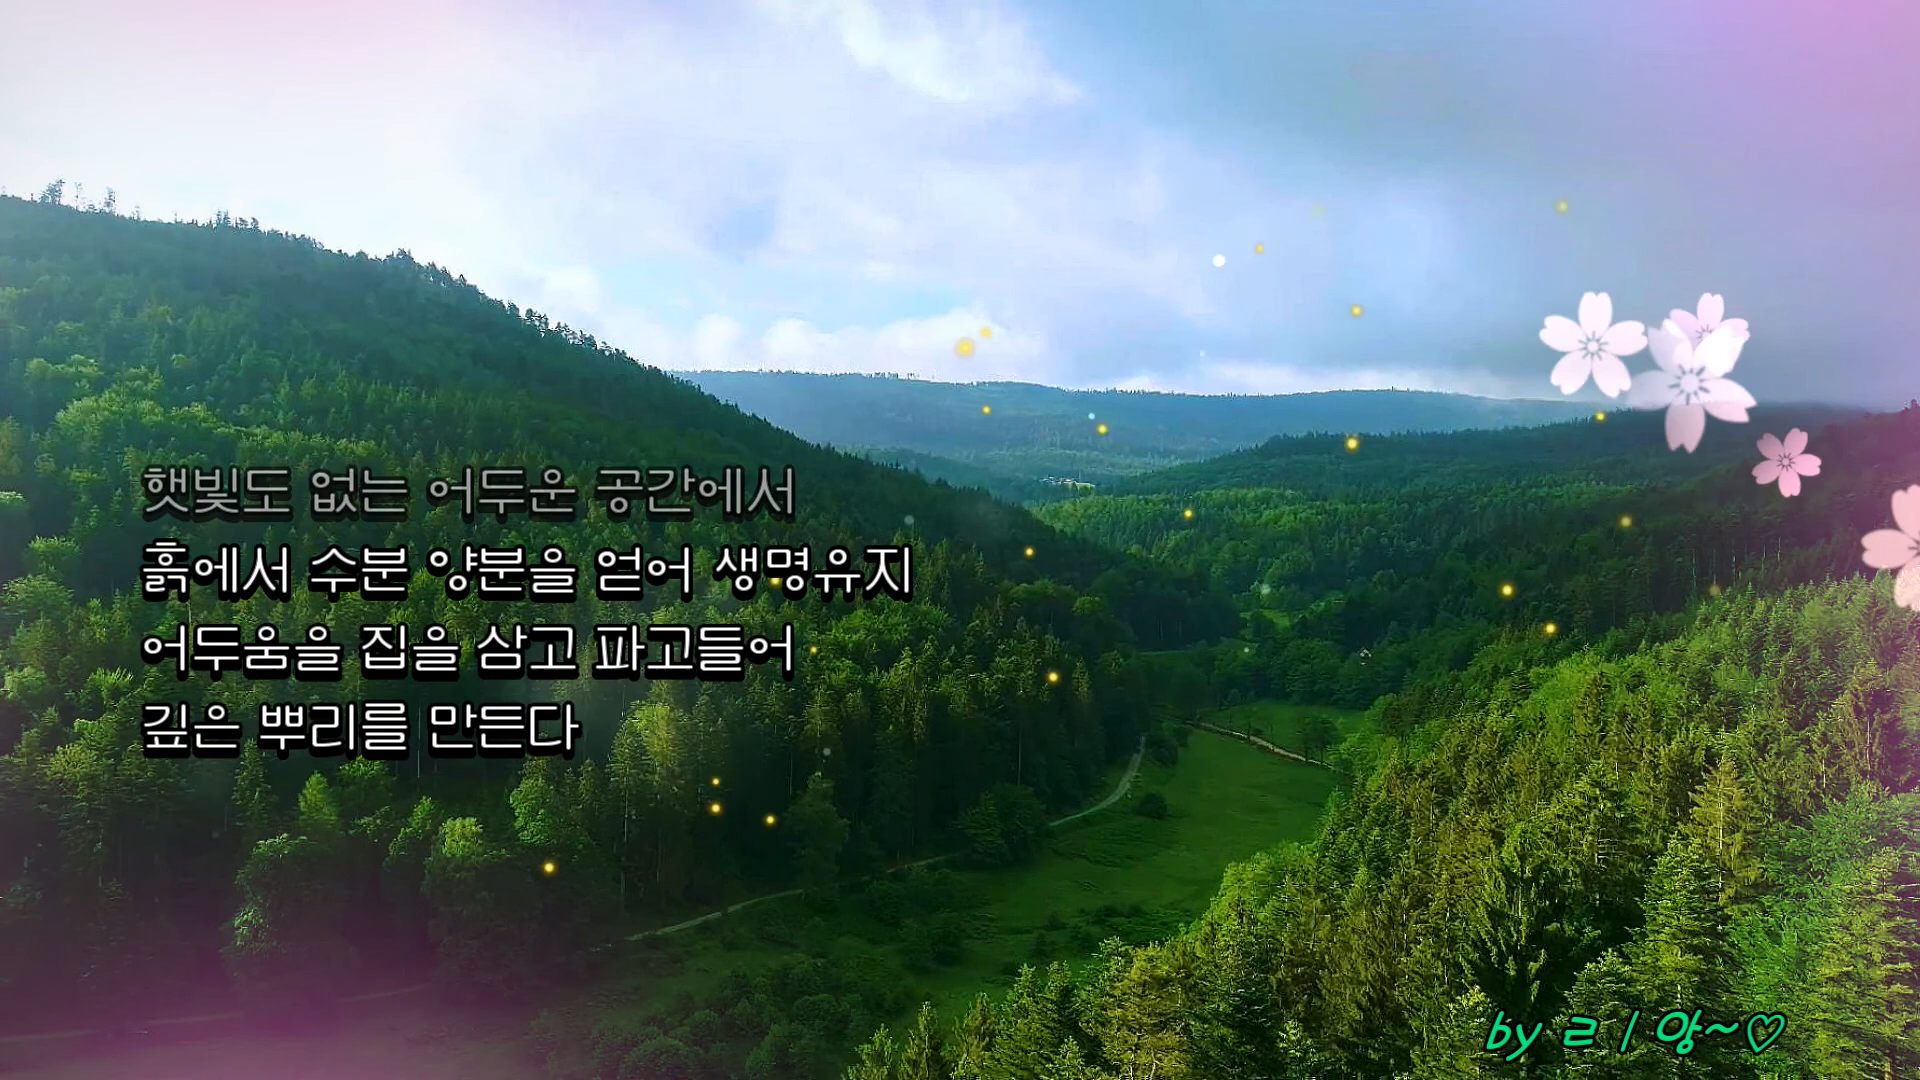 햇빛도 없는 어두운 공간에서
흙에서 수분 양분을 얻어 생명유지
어두움을 집을 삼고 파고들어
깊은 뿌리를 만든다
by ㄹㅣ앙~♡